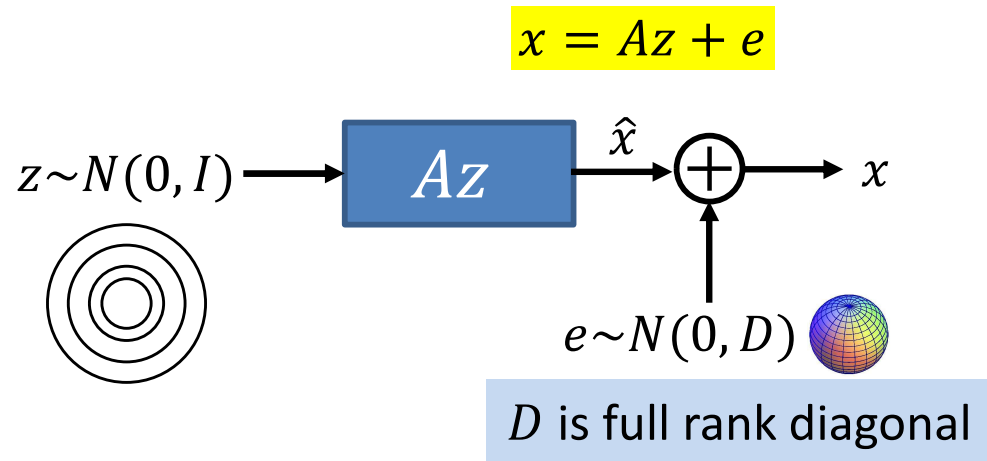 x = Az + e
z~N(0, I)
Az
x̂
x
e~N(0, D)
D is full rank diagonal